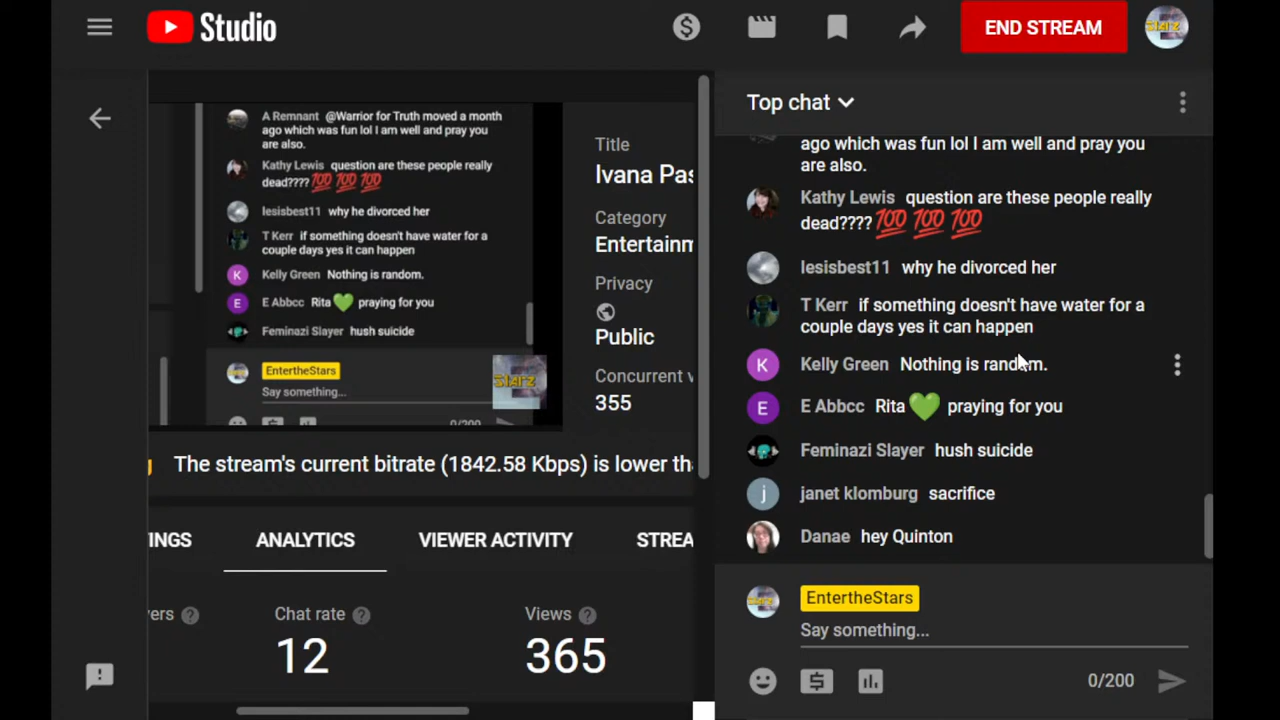 Studio
END STREAM
A Remnant @Warrior for Truth moved a month
ago which was fun lol I am well and pray you
are also.
Kathy Lewis question are these people really
dead???? 💯 💯 💯
lesisbest11 why he divorced her
T Kerr if something doesn't have water for a
couple days yes it can happen
K Kelly Green Nothing is random.
E E Abbcc Rita 💚 praying for you
Feminazi Slayer hush suicide
EntertheStars
Say something...
0/200
STARZ
Title
Ivana Pas
Category
Entertainm
Privacy
Public
Concurrent v
355
The stream's current bitrate (1842.58 Kbps) is lower tha
NGS
ANALYTICS
VIEWER ACTIVITY
STREA
ers
Chat rate
Views
12
365
Top chat
ago which was fun lol I am well and pray you
are also.
Kathy Lewis question are these people really
dead???? 💯 💯 💯
lesisbest11 why he divorced her
T Kerr if something doesn't have water for a
couple days yes it can happen
K Kelly Green Nothing is random.
E E Abbcc Rita 💚 praying for you
Feminazi Slayer hush suicide
j janet klomburg sacrifice
Danae hey Quinton
EntertheStars
Say something...
0/200